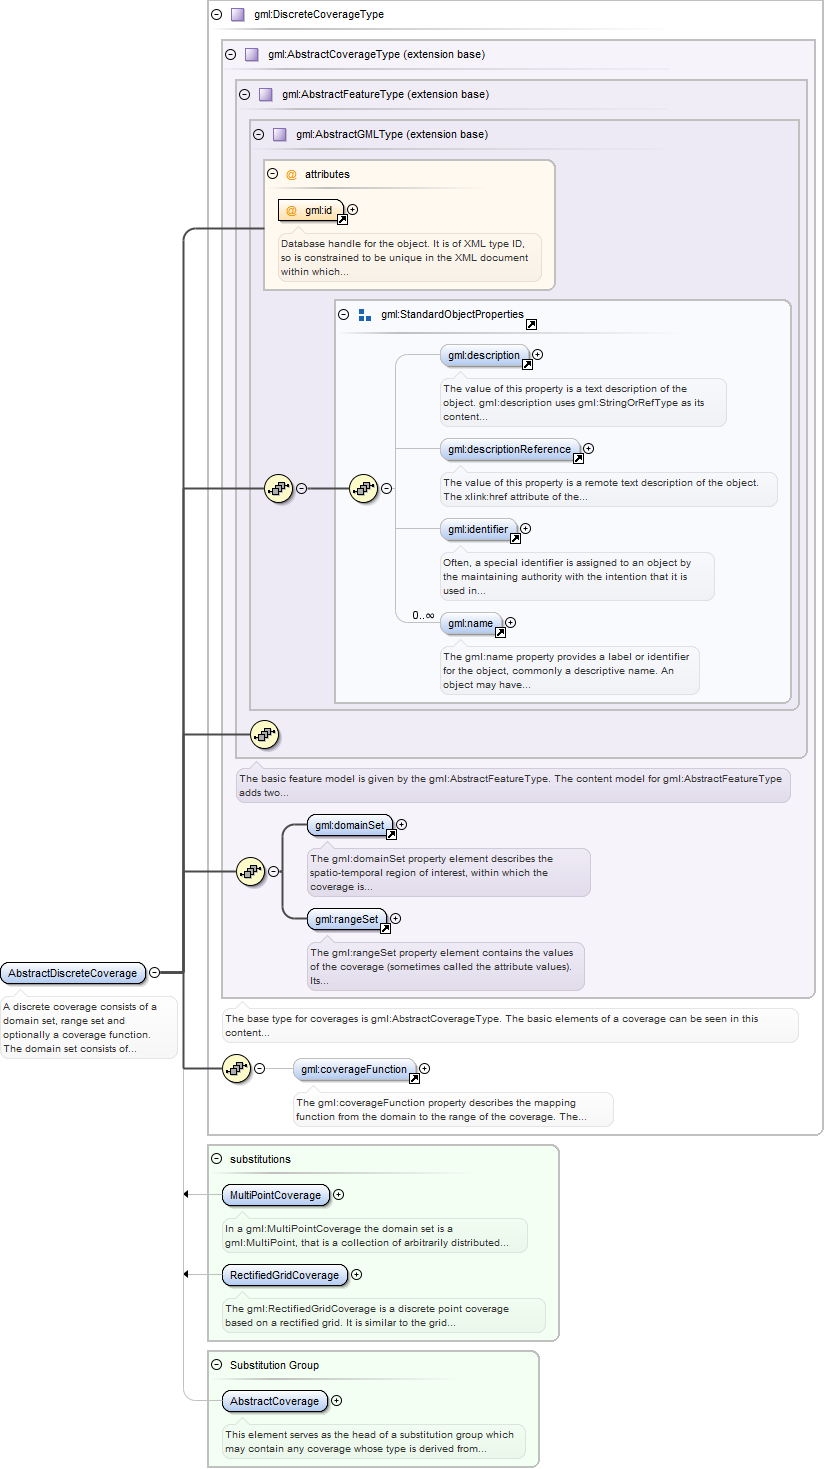 gml:DiscreteCoverageType
gml:AbstractCoverageType (extension base)
gml:AbstractFeatureType (extension base)
gml:AbstractGMLType (extension base)
@ attributes
@ gml:id
Database handle for the object. It is of XML type ID,
so is constrained to be unique in the XML document
within which...
gml:StandardObjectProperties
gml:description
The value of this property is a text description of the
object. gml:description uses gml:StringOrRefType as its
content...
gml:descriptionReference
The value of this property is a remote text description of the object.
The xlink:href attribute of the...
gml:identifier
Often, a special identifier is assigned to an object by
the maintaining authority with the intention that it is
used in...
0..∞
gml:name
The gml:name property provides a label or identifier
for the object, commonly a descriptive name. An
object may have...
The basic feature model is given by the gml:AbstractFeatureType. The content model for gml:AbstractFeatureType
adds two...
gml:domainSet
The gml:domainSet property element describes the
spatio-temporal region of interest, within which the
coverage is...
gml:rangeSet
The gml:rangeSet property element contains the values
of the coverage (sometimes called the attribute values).
Its...
AbstractDiscreteCoverage
A discrete coverage consists of a
domain set, range set and
optionally a coverage function.
The domain set consists of...
The base type for coverages is gml:AbstractCoverageType. The basic elements of a coverage can be seen in this
content...
gml:coverageFunction
The gml:coverageFunction property describes the mapping
function from the domain to the range of the coverage. The...
substitutions
MultiPointCoverage
In a gml:MultiPointCoverage the domain set is a
gml:MultiPoint, that is a collection of arbitrarily distributed...
RectifiedGridCoverage
The gml:RectifiedGridCoverage is a discrete point coverage
based on a rectified grid. It is similar to the grid...
Substitution Group
AbstractCoverage
This element serves as the head of a substitution group which
may contain any coverage whose type is derived from...